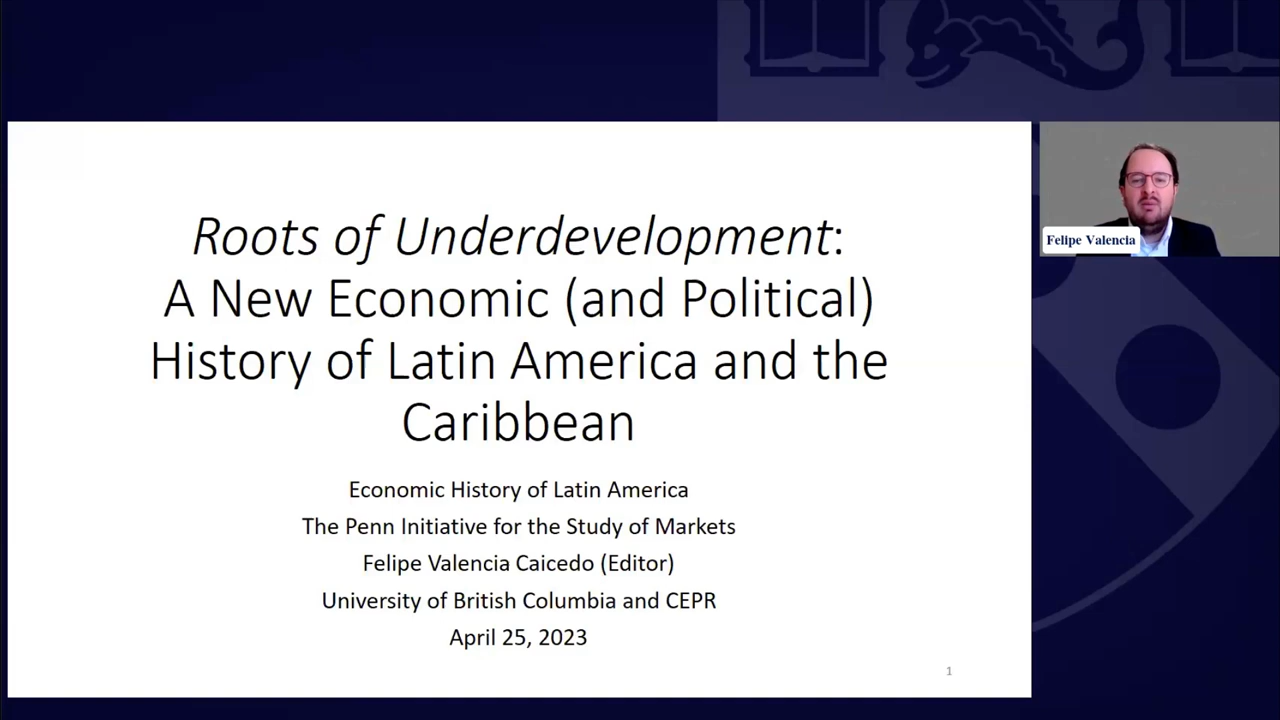 Roots of Underdevelopment:
A New Economic (and Political)
History of Latin America and the
Caribbean
Economic History of Latin America
The Penn Initiative for the Study of Markets
Felipe Valencia Caicedo (Editor)
University of British Columbia and CEPR
April 25, 2023
1
Felipe Valencia